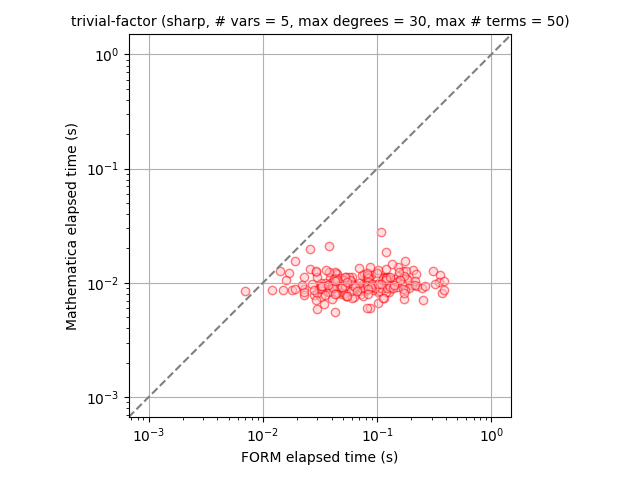 trivial-factor (sharp, # vars = 5, max degrees = 30, max # terms = 50)
10⁰
10⁻¹
10⁻²
10⁻³
Mathematica elapsed time (s)
10⁻³ 10⁻² 10⁻¹ 10⁰
FORM elapsed time (s)